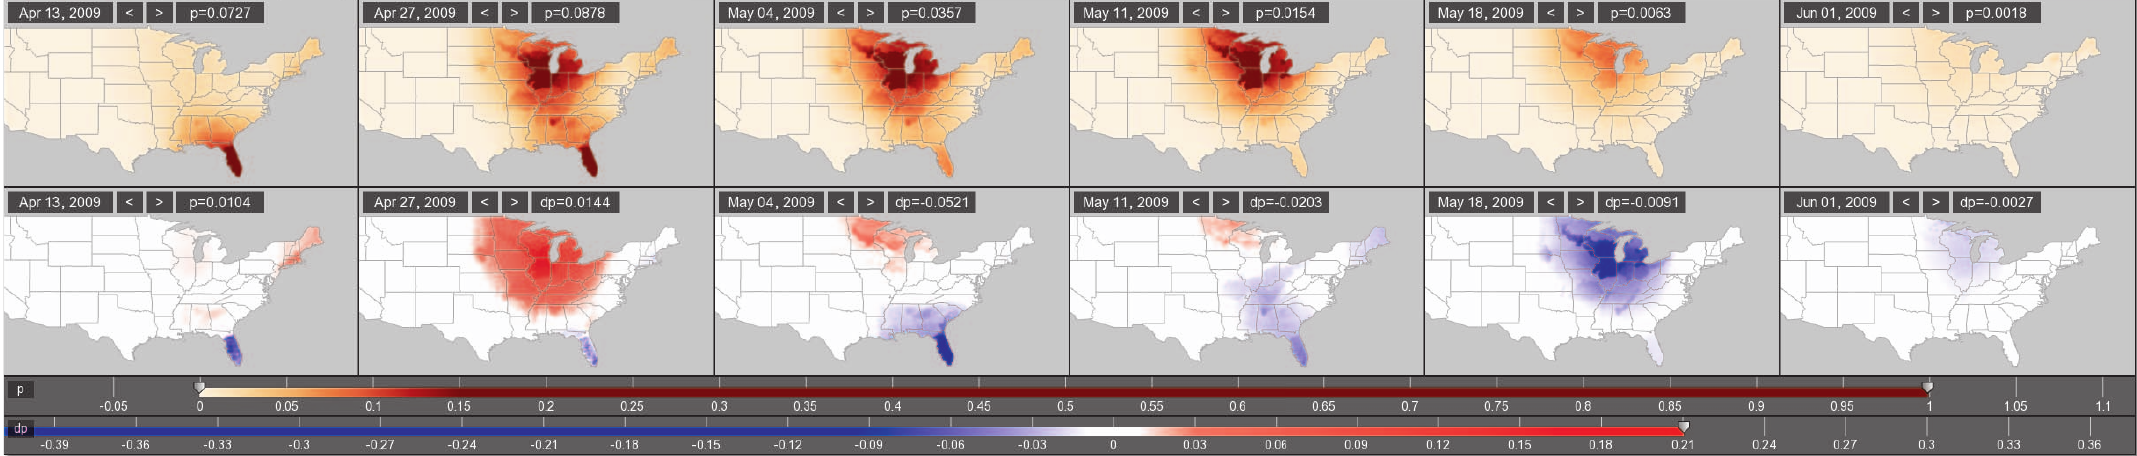 Apr 13, 2009 < > p=0.0727 Apr 27, 2009 < > p=0.0878 May 04, 2009 < > p=0.0357 May 11, 2009 < > p=0.0154 May 18, 2009 < > p=0.0063 Jun 01, 2009 < > p=0.0018
Apr 13, 2009 < > p=0.0104 Apr 27, 2009 < > dp=0.0144 May 04, 2009 < > dp=-0.0521 May 11, 2009 < > dp=-0.0203 May 18, 2009 < > dp=-0.0091 Jun 01, 2009 < > dp=-0.0027
p
-0.05 0 0.05 0.1 0.15 0.2 0.25 0.3 0.35 0.4 0.45 0.5 0.55 0.6 0.65 0.7 0.75 0.8 0.85 0.9 0.95 1 1.05 1.1
dp
-0.39 -0.36 -0.33 -0.3 -0.27 -0.24 -0.21 -0.18 -0.15 -0.12 -0.09 -0.06 -0.03 0 0.03 0.06 0.09 0.12 0.15 0.18 0.21 0.24 0.27 0.3 0.33 0.36